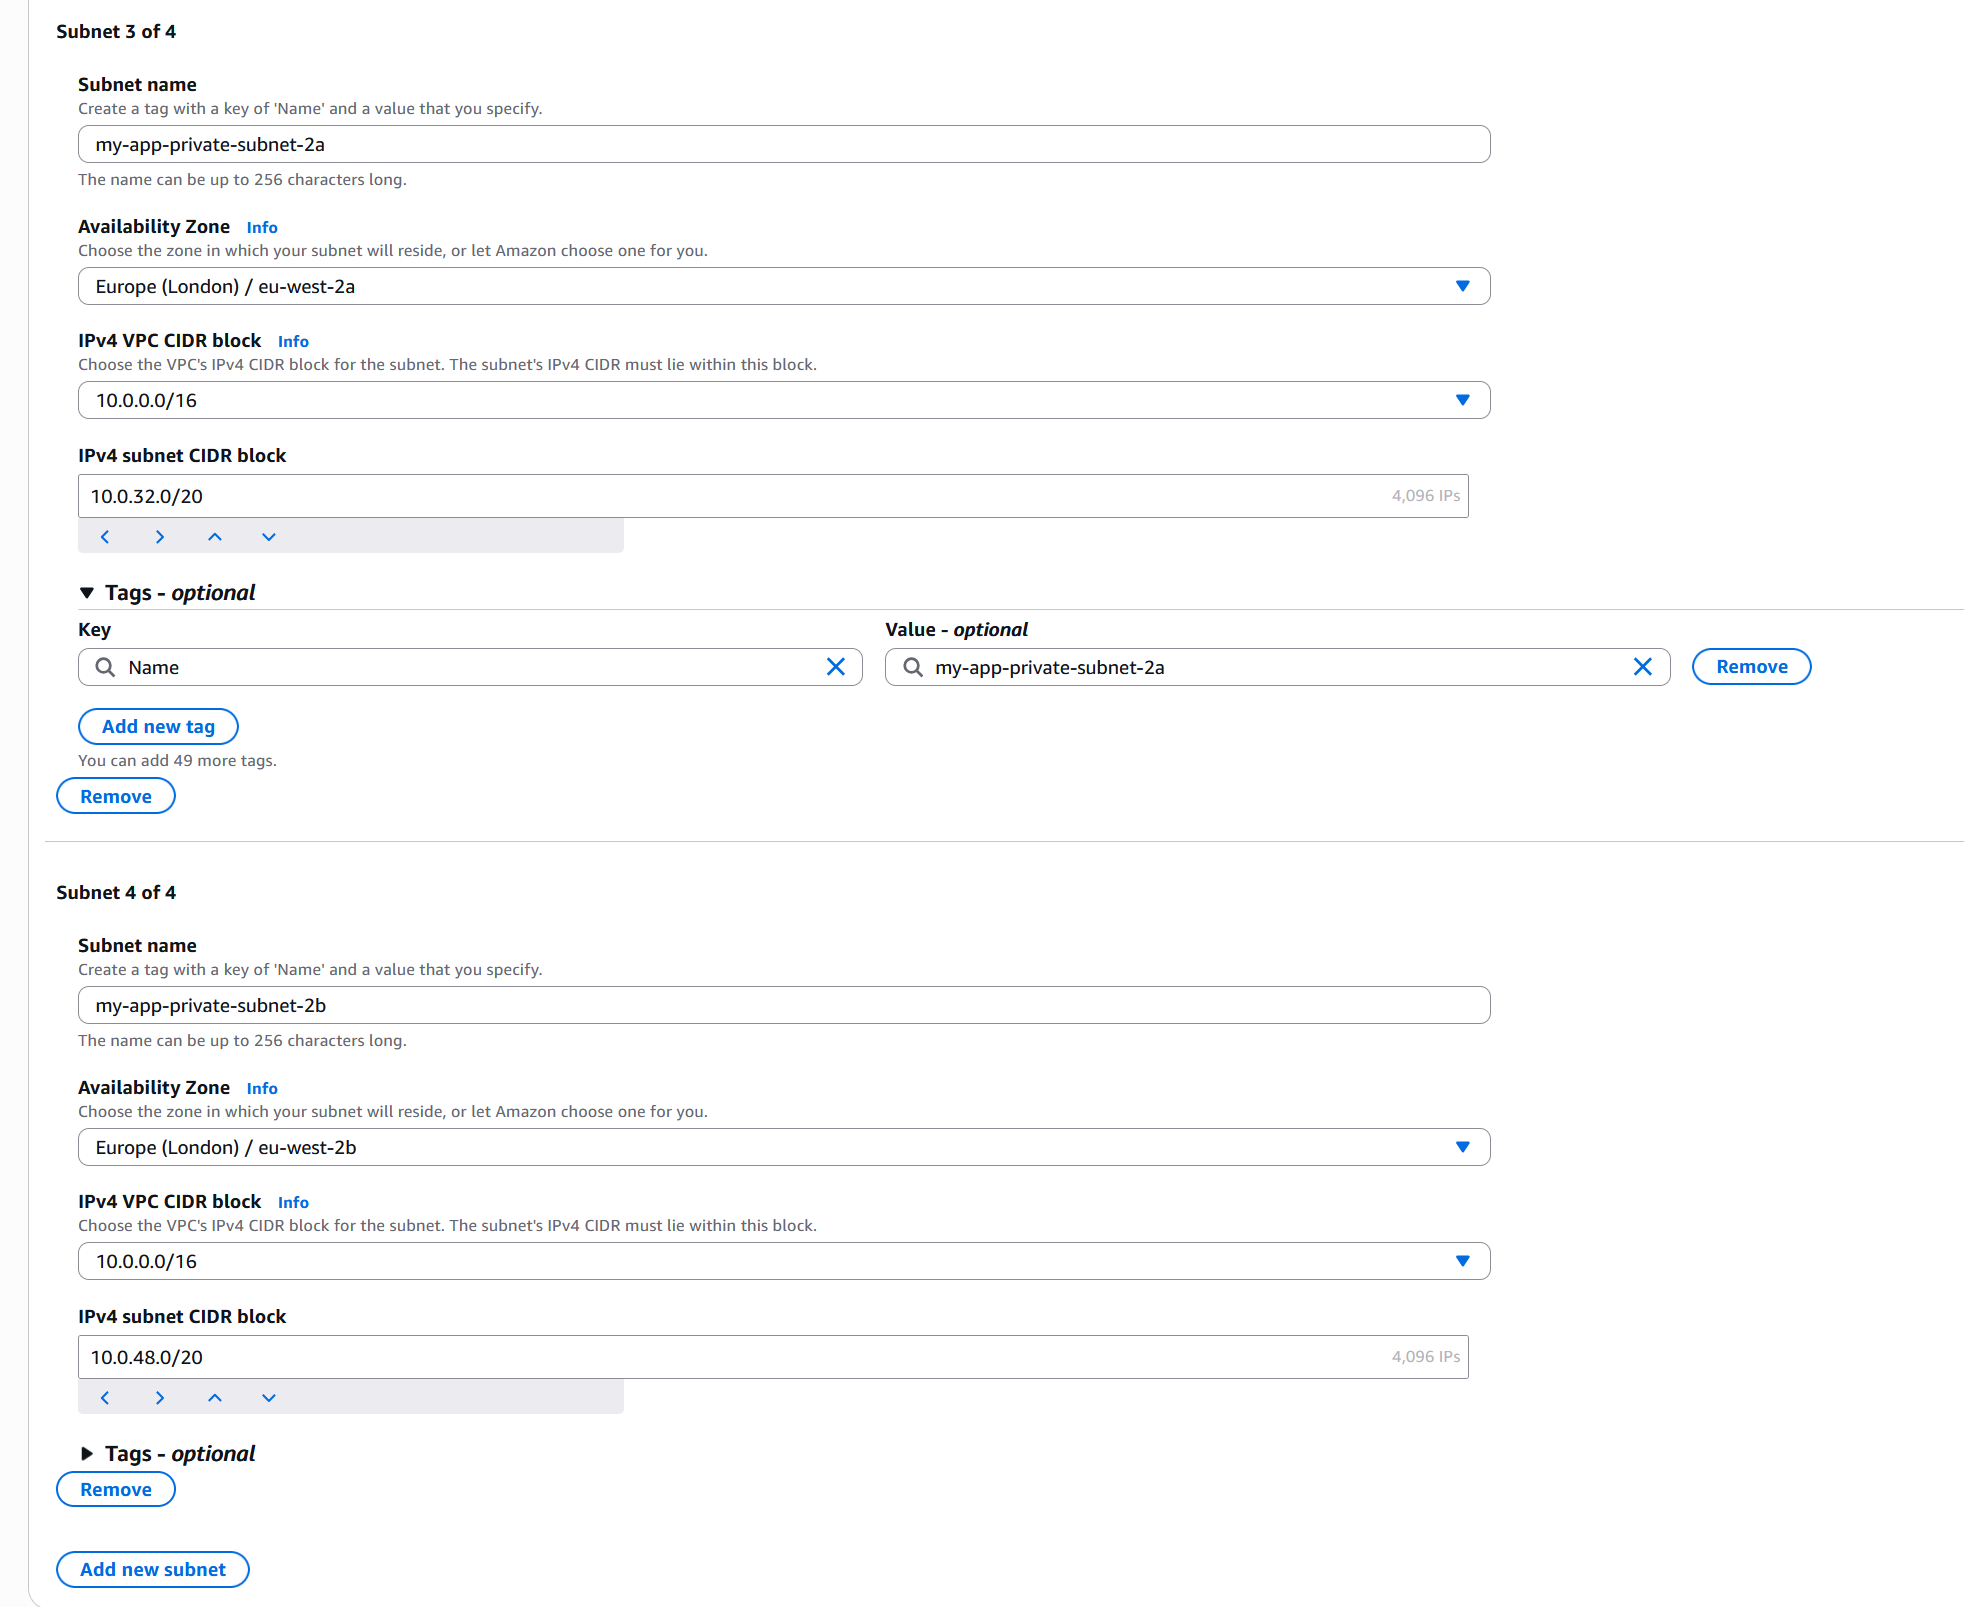 Subnet 3 of 4
Subnet name
Create a tag with a key of 'Name' and a value that you specify.
my-app-private-subnet-2a
The name can be up to 256 characters long.
Availability Zone Info
Choose the zone in which your subnet will reside, or let Amazon choose one for you.
Europe (London) / eu-west-2a
IPv4 VPC CIDR block Info
Choose the VPC's IPv4 CIDR block for the subnet. The subnet's IPv4 CIDR must lie within this block.
10.0.0.0/16
IPv4 subnet CIDR block
10.0.32.0/20 4,096 IPs
Tags - optional
Key Value - optional
Name my-app-private-subnet-2a Remove
Add new tag
You can add 49 more tags.
Remove
Subnet 4 of 4
Subnet name
Create a tag with a key of 'Name' and a value that you specify.
my-app-private-subnet-2b
The name can be up to 256 characters long.
Availability Zone Info
Choose the zone in which your subnet will reside, or let Amazon choose one for you.
Europe (London) / eu-west-2b
IPv4 VPC CIDR block Info
Choose the VPC's IPv4 CIDR block for the subnet. The subnet's IPv4 CIDR must lie within this block.
10.0.0.0/16
IPv4 subnet CIDR block
10.0.48.0/20 4,096 IPs
Tags - optional
Remove
Add new subnet